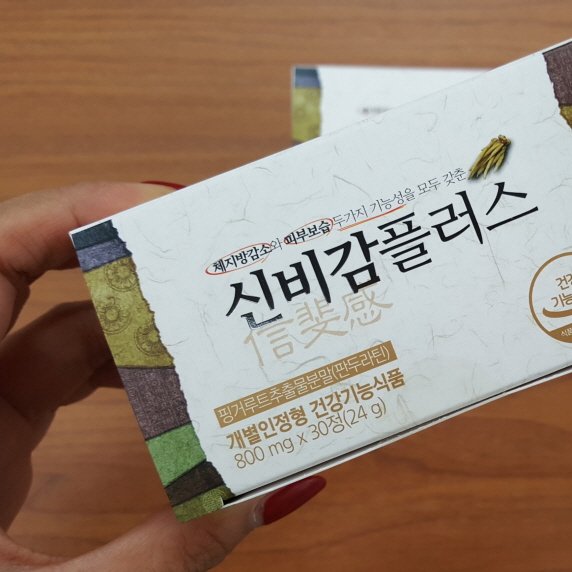 체지방감소와 피부보습 두가지 기능성을 모두 갖춘
신비감플러스
信斐感
핑거루트추출물분말(판두라틴)
개별인정형 건강기능식품
800 mg x 30정(24 g)